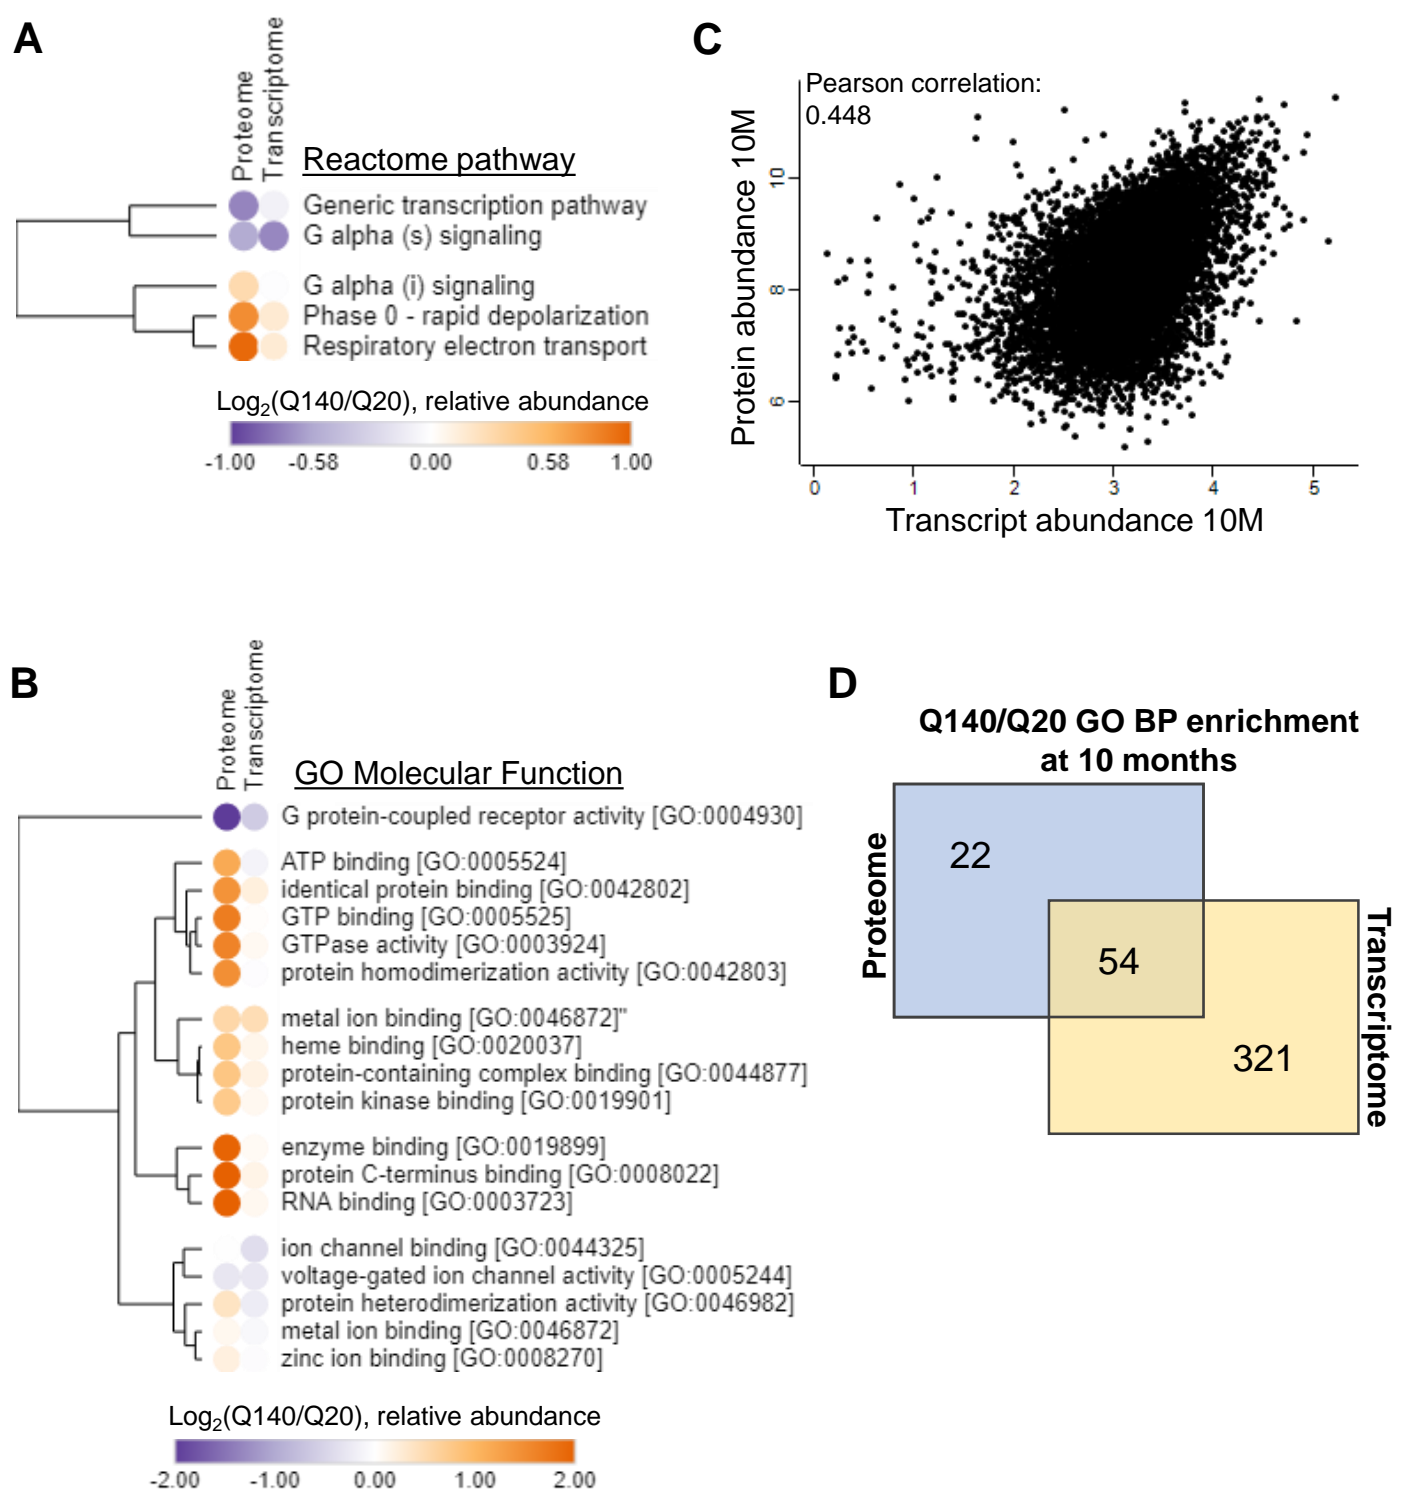 A
Proteome
Transcriptome
Reactome pathway
Generic transcription pathway
G alpha (s) signaling
G alpha (i) signaling
Phase 0 - rapid depolarization
Respiratory electron transport
Log2(Q140/Q20), relative abundance
-1.00 -0.58 0.00 0.58 1.00
C
Pearson correlation:
0.448
Protein abundance 10M
10
8
6
0 1 2 3 4 5
Transcript abundance 10M
B
Proteome
Transcriptome
GO Molecular Function
G protein-coupled receptor activity [GO:0004930]
ATP binding [GO:0005524]
identical protein binding [GO:0042802]
GTP binding [GO:0005525]
GTPase activity [GO:0003924]
protein homodimerization activity [GO:0042803]
metal ion binding [GO:0046872]"
heme binding [GO:0020037]
protein-containing complex binding [GO:0044877]
protein kinase binding [GO:0019901]
enzyme binding [GO:0019899]
protein C-terminus binding [GO:0008022]
RNA binding [GO:0003723]
ion channel binding [GO:0044325]
voltage-gated ion channel activity [GO:0005244]
protein heterodimerization activity [GO:0046982]
metal ion binding [GO:0046872]
zinc ion binding [GO:0008270]
Log2(Q140/Q20), relative abundance
-2.00 -1.00 0.00 1.00 2.00
D
Q140/Q20 GO BP enrichment
at 10 months
Proteome
22
54
321
Transcriptome